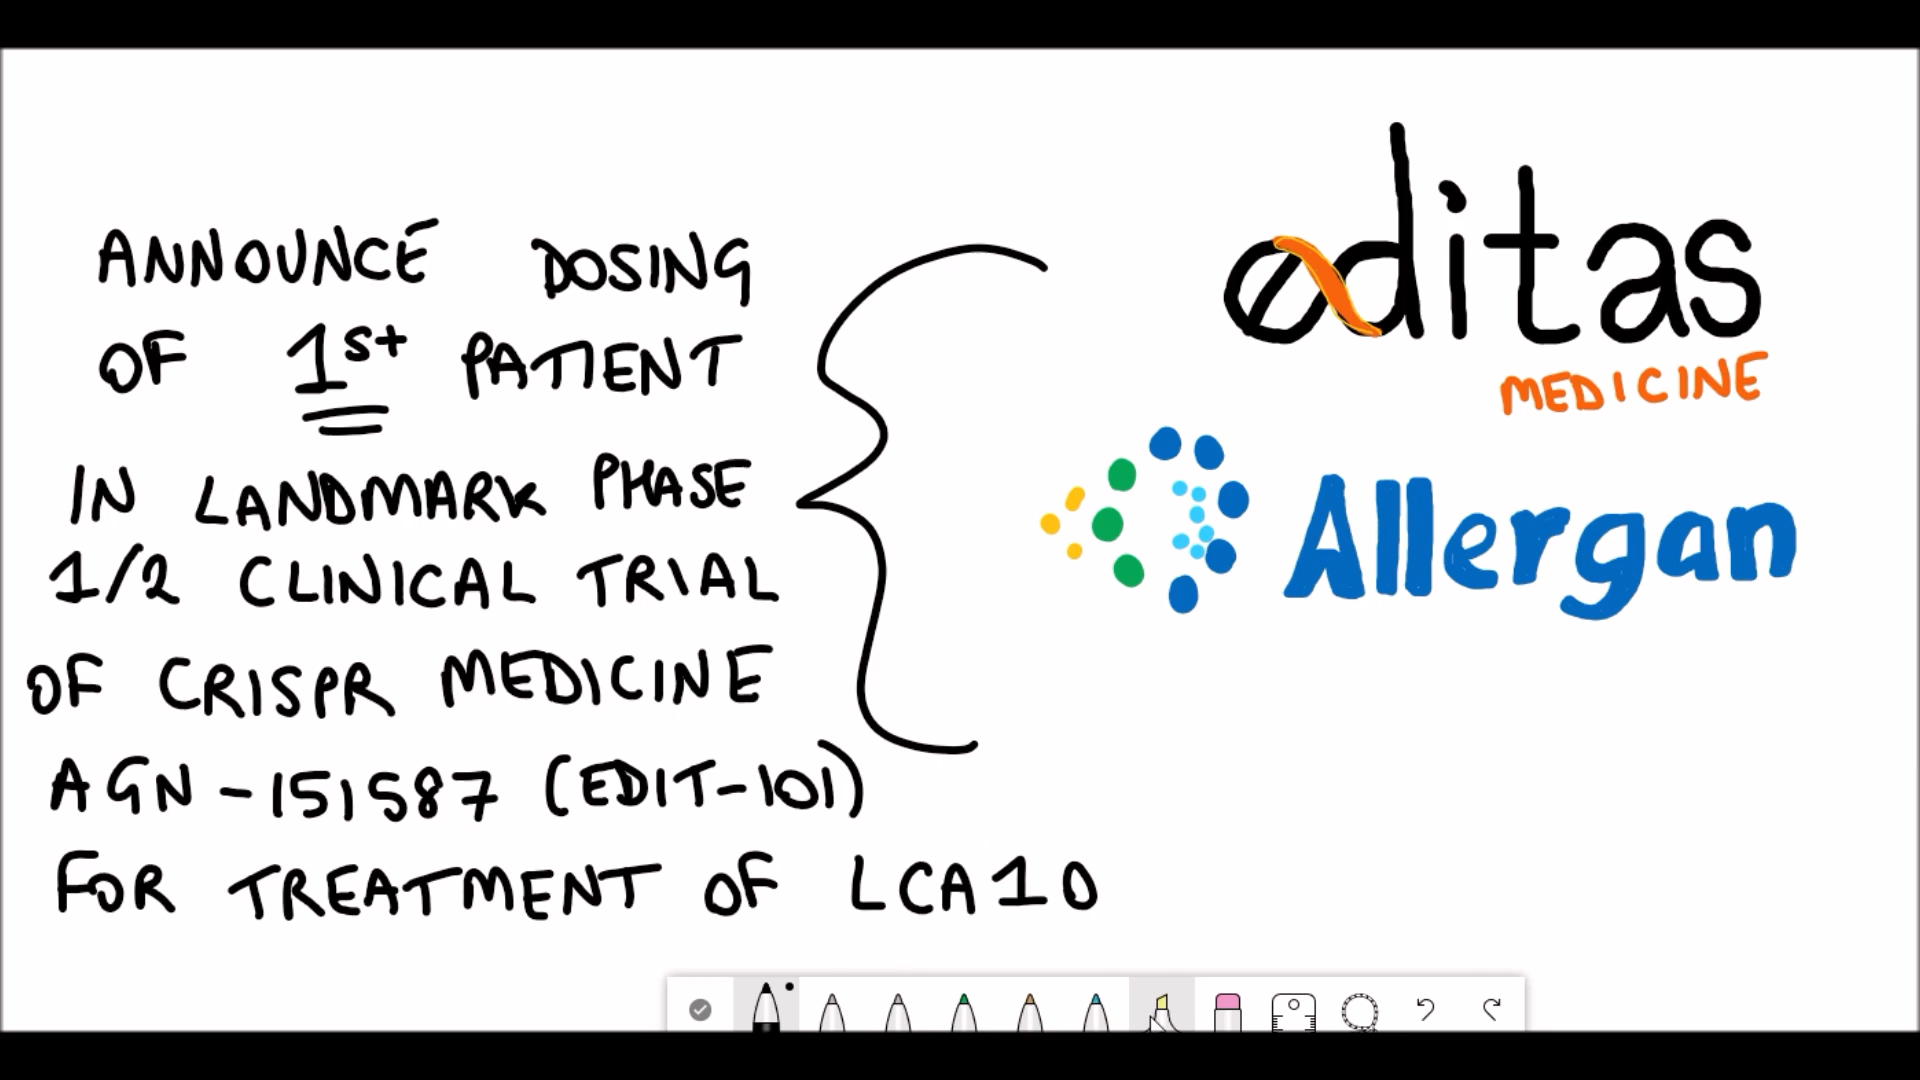 ANNOUNCE DOSING
OF 1st PATIENT
IN LANDMARK PHASE
1/2 CLINICAL TRIAL
OF CRISPR MEDICINE
AGN-151587 (EDIT-101)
FOR TREATMENT OF LCA10
editas
MEDICINE
Allergan